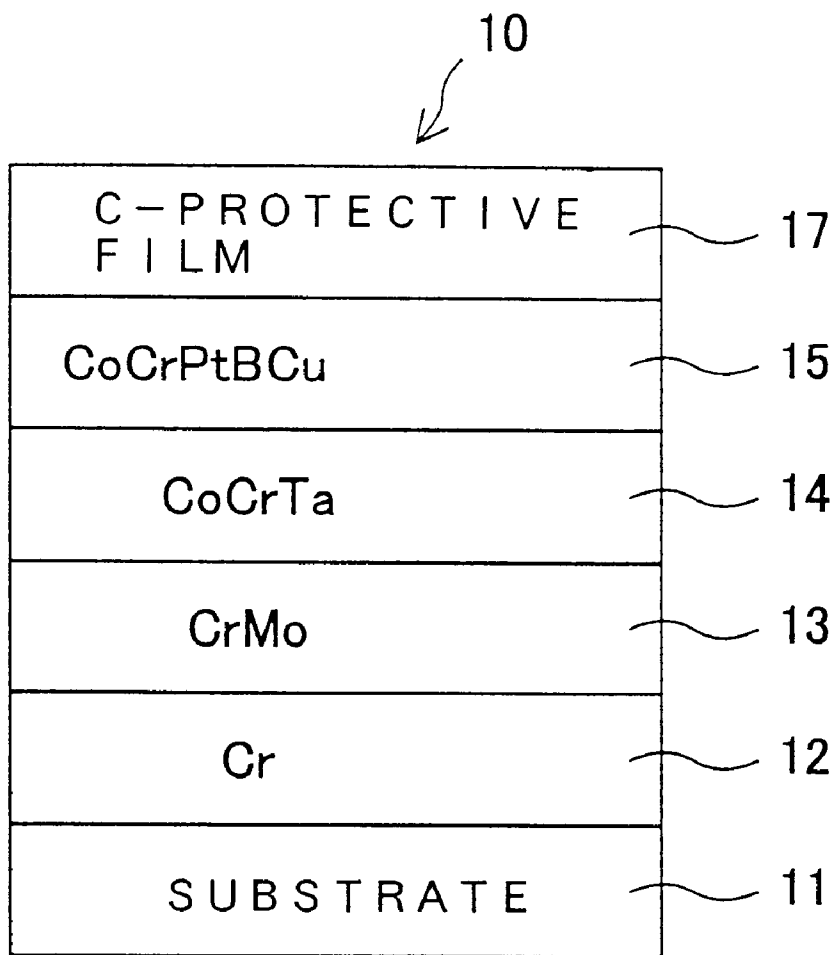 10
C-PROTECTIVE
FILM
17
CoCrPtBCu
15
CoCrTa
14
CrMo
13
Cr
12
SUBSTRATE
11